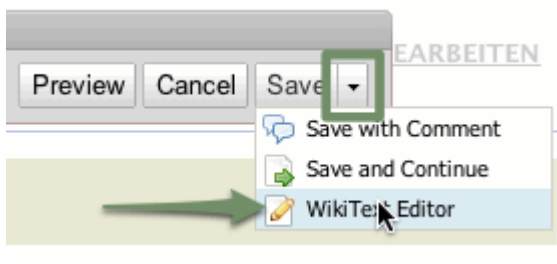 EARBEITEN
Preview Cancel Save
Save with Comment
Save and Continue
WikiText Editor